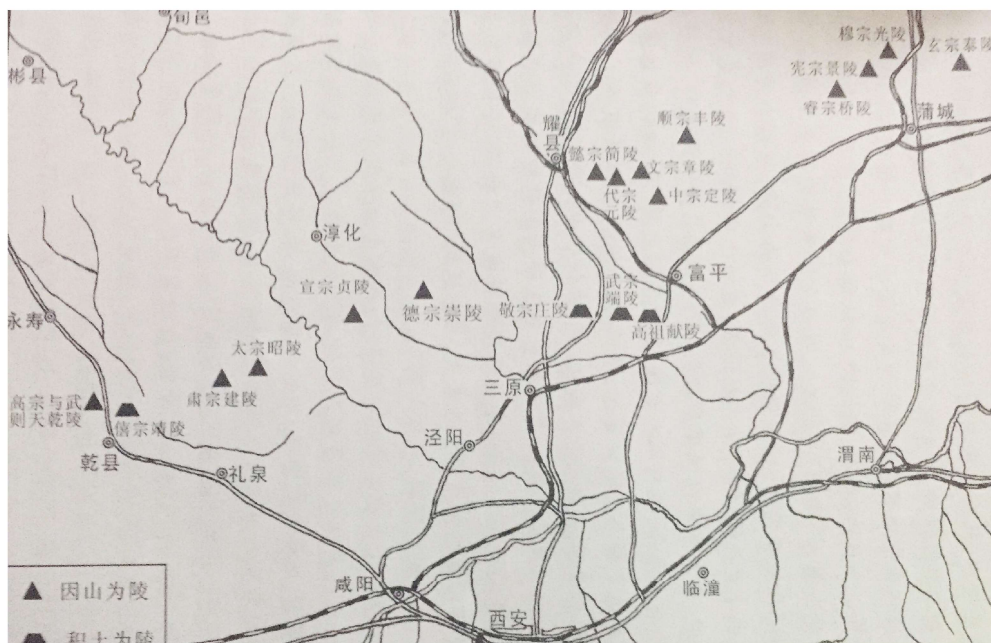 旬邑
彬县
穆宗光陵
玄宗泰陵
宪宗景陵
睿宗桥陵
蒲城
耀
县
顺宗丰陵
懿宗简陵
文宗章陵
代宗
元陵
中宗定陵
淳化
富平
宣宗贞陵
德宗崇陵
敬宗庄陵
武宗
端陵
高祖献陵
永寿
太宗昭陵
肃宗建陵
三原
高宗与武
则天乾陵
僖宗靖陵
乾县
泾阳
礼泉
渭南
咸阳
西安
临潼
因山为陵
积土为陵